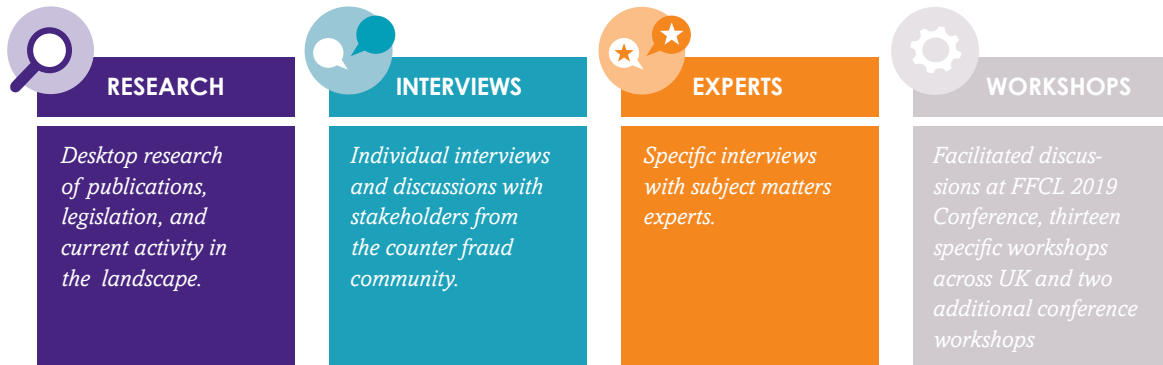 RESEARCH
Desktop research
of publications,
legislation, and
current activity in
the landscape.
INTERVIEWS
Individual interviews
and discussions with
stakeholders from
the counter fraud
community.
EXPERTS
Specific interviews
with subject matters
experts.
WORKSHOPS
Facilitated discus-
sions at FFCL 2019
Conference, thirteen
specific workshops
across UK and two
additional conference
workshops